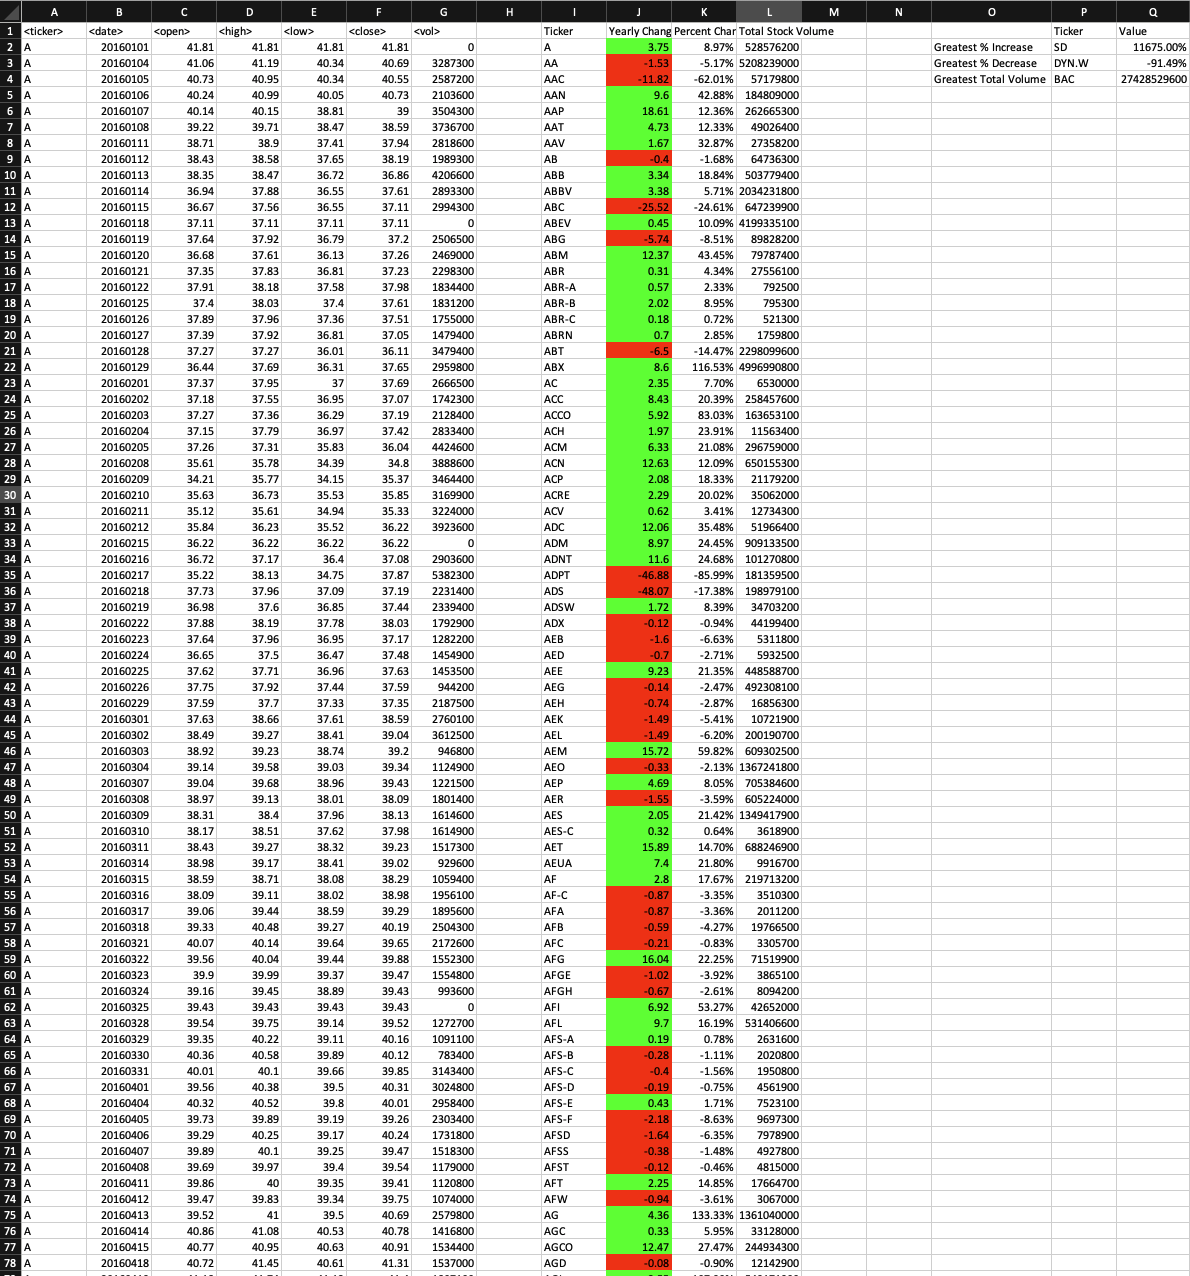 A B C D E F G H I J K L M N O P Q
1 <ticker> <date> <open> <high> <low> <close> <vol> Ticker Yearly Chang Percent Char Total Stock Volume Ticker Value
2 A 20160101 41.81 41.81 41.81 41.81 0 A 3.75 8.97% 528576200 Greatest % Increase SD 11675.00%
3 A 20160104 41.06 41.19 40.34 40.69 3287300 AA -1.53 -5.17% 5208239000 Greatest % Decrease DYN.W -91.49%
4 A 20160105 40.73 40.95 40.34 40.55 2587200 AAC -11.82 -62.01% 57179800 Greatest Total Volume BAC 27428529600
5 A 20160106 40.24 40.99 40.05 40.73 2103600 AAN 9.6 42.88% 184809000
6 A 20160107 40.14 40.15 38.81 39 3504300 AAP 18.61 12.36% 262665300
7 A 20160108 39.22 39.71 38.47 38.59 3736700 AAT 4.73 12.33% 49026400
8 A 20160111 38.71 38.9 37.41 37.94 2818600 AAV 1.67 32.87% 27358200
9 A 20160112 38.43 38.58 37.65 38.19 1989300 AB -0.4 -1.68% 64736300
10 A 20160113 38.35 38.47 36.72 36.86 4206600 ABB 3.34 18.84% 503779400
11 A 20160114 36.94 37.88 36.55 37.61 2893300 ABBV 3.38 5.71% 2034231800
12 A 20160115 36.67 37.56 36.55 37.11 2994300 ABC -25.52 -24.61% 647239900
13 A 20160118 37.11 37.11 37.11 37.11 0 ABEV 0.45 10.09% 4199335100
14 A 20160119 37.64 37.92 36.79 37.2 2506500 ABG -5.74 -8.51% 89828200
15 A 20160120 36.68 37.61 36.13 37.26 2469000 ABM 12.37 43.45% 79787400
16 A 20160121 37.35 37.83 36.81 37.23 2298300 ABR 0.31 4.34% 27556100
17 A 20160122 37.91 38.18 37.58 37.98 1834400 ABR-A 0.57 2.33% 792500
18 A 20160125 37.4 38.03 37.4 37.61 1831200 ABR-B 2.02 8.95% 795300
19 A 20160126 37.89 37.96 37.36 37.51 1755000 ABR-C 0.18 0.72% 521300
20 A 20160127 37.39 37.92 36.81 37.05 1479400 ABRN 0.7 2.85% 1759800
21 A 20160128 37.27 37.27 36.01 36.11 3479400 ABT -6.5 -14.47% 2298099600
22 A 20160129 36.44 37.69 36.31 37.65 2959800 ABX 8.6 116.53% 4996990800
23 A 20160201 37.37 37.95 37 37.69 2666500 AC 2.35 7.70% 6530000
24 A 20160202 37.18 37.55 36.95 37.07 1742300 ACC 8.43 20.39% 258457600
25 A 20160203 37.27 37.36 36.29 37.19 2128400 ACCO 5.92 83.03% 163653100
26 A 20160204 37.15 37.79 36.97 37.42 2833400 ACH 1.97 23.91% 11563400
27 A 20160205 37.26 37.31 35.83 36.04 4424600 ACM 6.33 21.08% 296759000
28 A 20160208 35.61 35.78 34.39 34.8 3888600 ACN 12.63 12.09% 650155300
29 A 20160209 34.21 35.77 34.15 35.37 3464400 ACP 2.08 18.33% 21179200
30 A 20160210 35.63 36.73 35.53 35.85 3169900 ACRE 2.29 20.02% 35062000
31 A 20160211 35.12 35.61 34.94 35.33 3224000 ACV 0.62 3.41% 12734300
32 A 20160212 35.84 36.23 35.52 36.22 3923600 ADC 12.06 35.48% 51966400
33 A 20160215 36.22 36.22 36.22 36.22 0 ADM 8.97 24.45% 909133500
34 A 20160216 36.72 37.17 36.4 37.08 2903600 ADNT 11.6 24.68% 101270800
35 A 20160217 35.22 38.13 34.75 37.87 5382300 ADPT -46.88 -85.99% 181359500
36 A 20160218 37.73 37.96 37.09 37.19 2231400 ADS -48.07 -17.38% 198979100
37 A 20160219 36.98 37.6 36.85 37.44 2339400 ADSW 1.72 8.39% 34703200
38 A 20160222 37.88 38.19 37.78 38.03 1792900 ADX -0.12 -0.94% 44199400
39 A 20160223 37.64 37.96 36.95 37.17 1282200 AEB -1.6 -6.63% 5311800
40 A 20160224 36.65 37.5 36.47 37.48 1454900 AED -0.7 -2.71% 5932500
41 A 20160225 37.62 37.71 36.96 37.63 1453500 AEE 9.23 21.35% 448588700
42 A 20160226 37.75 37.92 37.44 37.59 944200 AEG -0.14 -2.47% 492308100
43 A 20160229 37.59 37.7 37.33 37.35 2187500 AEH -0.74 -2.87% 16856300
44 A 20160301 37.63 38.66 37.61 38.59 2760100 AEK -1.49 -5.41% 10721900
45 A 20160302 38.49 39.27 38.41 39.04 3612500 AEL -1.49 -6.20% 200190700
46 A 20160303 38.92 39.23 38.74 39.2 946800 AEM 15.72 59.82% 609302500
47 A 20160304 39.14 39.58 39.03 39.34 1124900 AEO -0.33 -2.13% 1367241800
48 A 20160307 39.04 39.68 38.96 39.43 1221500 AEP 4.69 8.05% 705384600
49 A 20160308 38.97 39.13 38.01 38.09 1801400 AER -1.55 -3.59% 605224000
50 A 20160309 38.31 38.4 37.96 38.13 1614600 AES 2.05 21.42% 1349417900
51 A 20160310 38.17 38.51 37.62 37.98 1614900 AES-C 0.32 0.64% 3618900
52 A 20160311 38.43 39.27 38.32 39.23 1517300 AET 15.89 14.70% 688246900
53 A 20160314 38.98 39.17 38.41 39.02 929600 AEUA 7.4 21.80% 9916700
54 A 20160315 38.59 38.71 38.08 38.29 1059400 AF 2.8 17.67% 219713200
55 A 20160316 38.09 39.11 38.02 38.98 1956100 AF-C -0.87 -3.35% 3510300
56 A 20160317 39.06 39.44 38.59 39.29 1895600 AFA -0.87 -3.36% 2011200
57 A 20160318 39.33 40.48 39.27 40.19 2504300 AFB -0.59 -4.27% 19766500
58 A 20160321 40.07 40.14 39.64 39.65 2172600 AFC -0.21 -0.83% 3305700
59 A 20160322 39.56 40.04 39.44 39.88 1552300 AFG 16.04 22.25% 71519900
60 A 20160323 39.9 39.99 39.37 39.47 1554800 AFGE -1.02 -3.92% 3865100
61 A 20160324 39.16 39.45 38.89 39.43 993600 AFGH -0.67 -2.61% 8094200
62 A 20160325 39.43 39.43 39.43 39.43 0 AFI 6.92 53.27% 42652000
63 A 20160328 39.54 39.75 39.14 39.52 1272700 AFL 9.7 16.19% 531406600
64 A 20160329 39.35 40.22 39.11 40.16 1091100 AFS-A 0.19 0.78% 2631600
65 A 20160330 40.36 40.58 39.89 40.12 783400 AFS-B -0.28 -1.11% 2020800
66 A 20160331 40.01 40.1 39.66 39.85 3143400 AFS-C -0.4 -1.56% 1950800
67 A 20160401 39.56 40.38 39.5 40.31 3024800 AFS-D -0.19 -0.75% 4561900
68 A 20160404 40.32 40.52 39.8 40.01 2958400 AFS-E 0.43 1.71% 7523100
69 A 20160405 39.73 39.89 39.19 39.26 2303400 AFS-F -2.18 -8.63% 9697300
70 A 20160406 39.29 40.25 39.17 40.24 1731800 AFSD -1.64 -6.35% 7978900
71 A 20160407 39.89 40.1 39.25 39.47 1518300 AFSS -0.38 -1.48% 4927800
72 A 20160408 39.69 39.97 39.4 39.54 1179000 AFST -0.12 -0.46% 4815000
73 A 20160411 39.86 40 39.35 39.41 1120800 AFT 2.25 14.85% 17664700
74 A 20160412 39.47 39.83 39.34 39.75 1074000 AFW -0.94 -3.61% 3067000
75 A 20160413 39.52 41 39.5 40.69 2579800 AG 4.36 133.33% 1361040000
76 A 20160414 40.86 41.08 40.53 40.78 1416800 AGC 0.33 5.95% 33128000
77 A 20160415 40.77 40.95 40.63 40.91 1534400 AGCO 12.47 27.47% 244934300
78 A 20160418 40.72 41.45 40.61 41.31 1537000 AGD -0.08 -0.90% 12142900